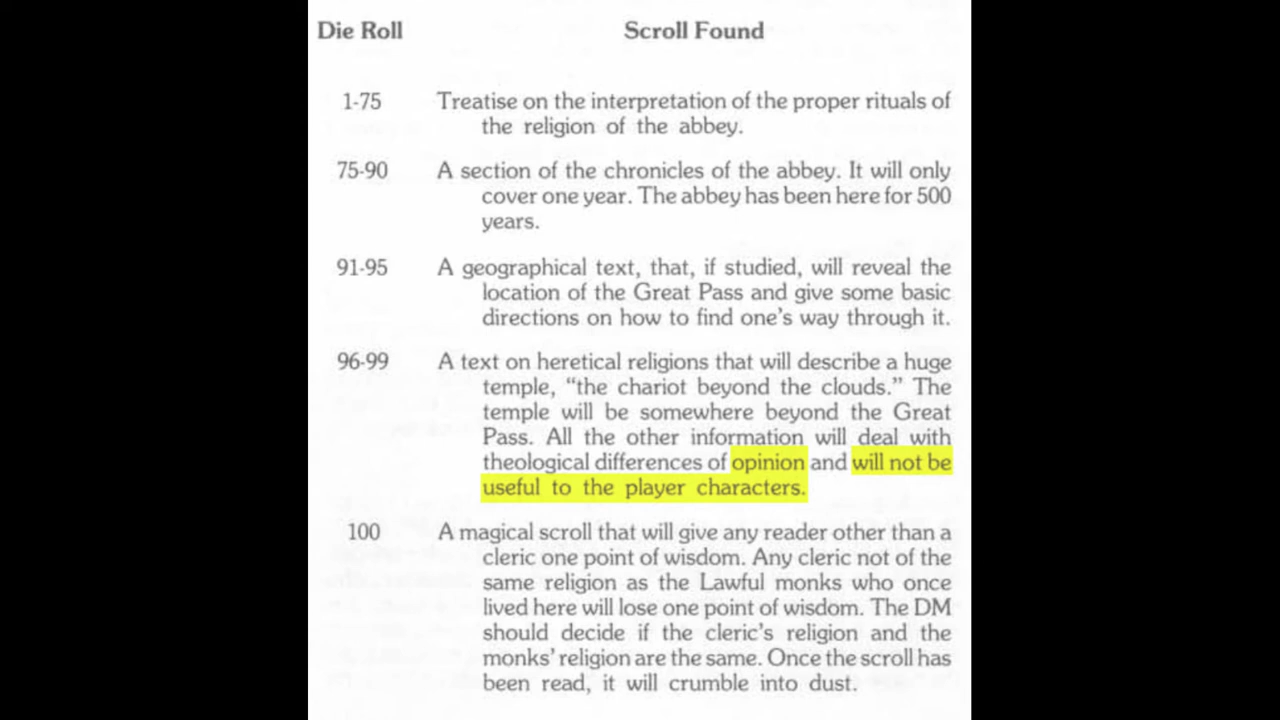 Die Roll Scroll Found
1-75 Treatise on the interpretation of the proper rituals of
the religion of the abbey.
75-90 A section of the chronicles of the abbey. It will only
cover one year. The abbey has been here for 500
years.
91-95 A geographical text, that, if studied, will reveal the
location of the Great Pass and give some basic
directions on how to find one's way through it.
96-99 A text on heretical religions that will describe a huge
temple, “the chariot beyond the clouds.” The
temple will be somewhere beyond the Great
Pass. All the other information will deal with
theological differences of opinion and will not be
useful to the player characters.
100 A magical scroll that will give any reader other than a
cleric one point of wisdom. Any cleric not of the
same religion as the Lawful monks who once
lived here will lose one point of wisdom. The DM
should decide if the cleric's religion and the
monks' religion are the same. Once the scroll has
been read, it will crumble into dust.